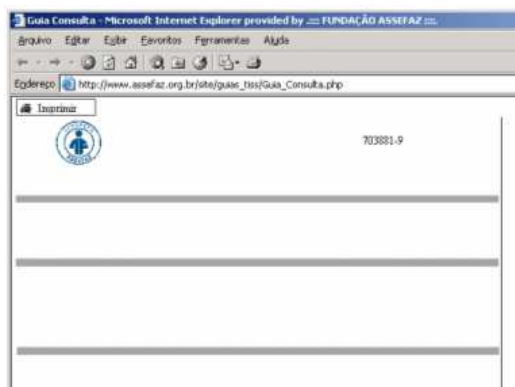 Guia Consulta - Microsoft Internet Explorer provided by .::: FUNDAÇÃO ASSEFAZ :::.
Arquivo Editar Exibir Favoritos Ferramentas Ajuda
Endereço http://www.assefaz.org.br/site/guias_tiss/Guia_Consulta.php
Imprimir
703881-9